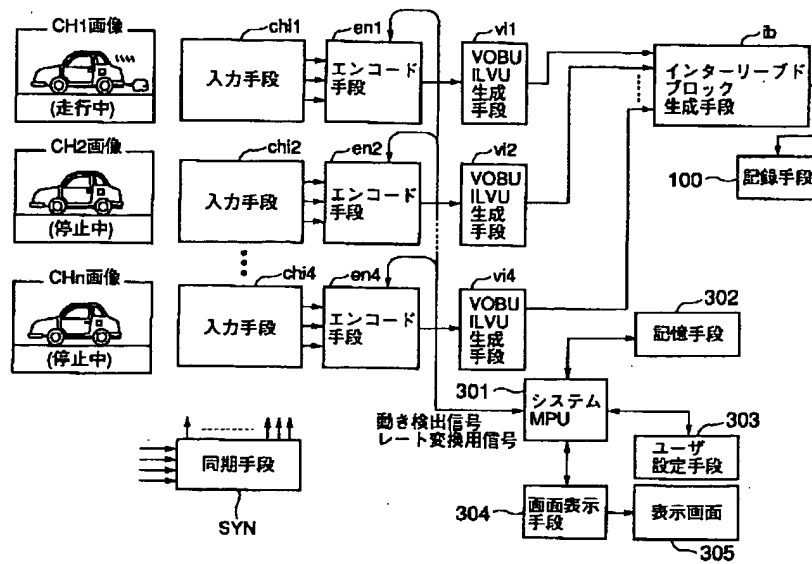 CH1画像
(走行中)
chi1
入力手段
en1
エンコード
手段
vi1
VOBU
ILVU
生成
手段
ib
インターリーブド
ブロック
生成手段
100
記録手段
CH2画像
(停止中)
chi2
入力手段
en2
エンコード
手段
vi2
VOBU
ILVU
生成
手段
CHn画像
(停止中)
chi4
入力手段
en4
エンコード
手段
vi4
VOBU
ILVU
生成
手段
302
記憶手段
301
システム
MPU
動き検出信号
レート変換用信号
303
ユーザ
設定手段
同期手段
SYN
304
画面表示
手段
表示画面
305